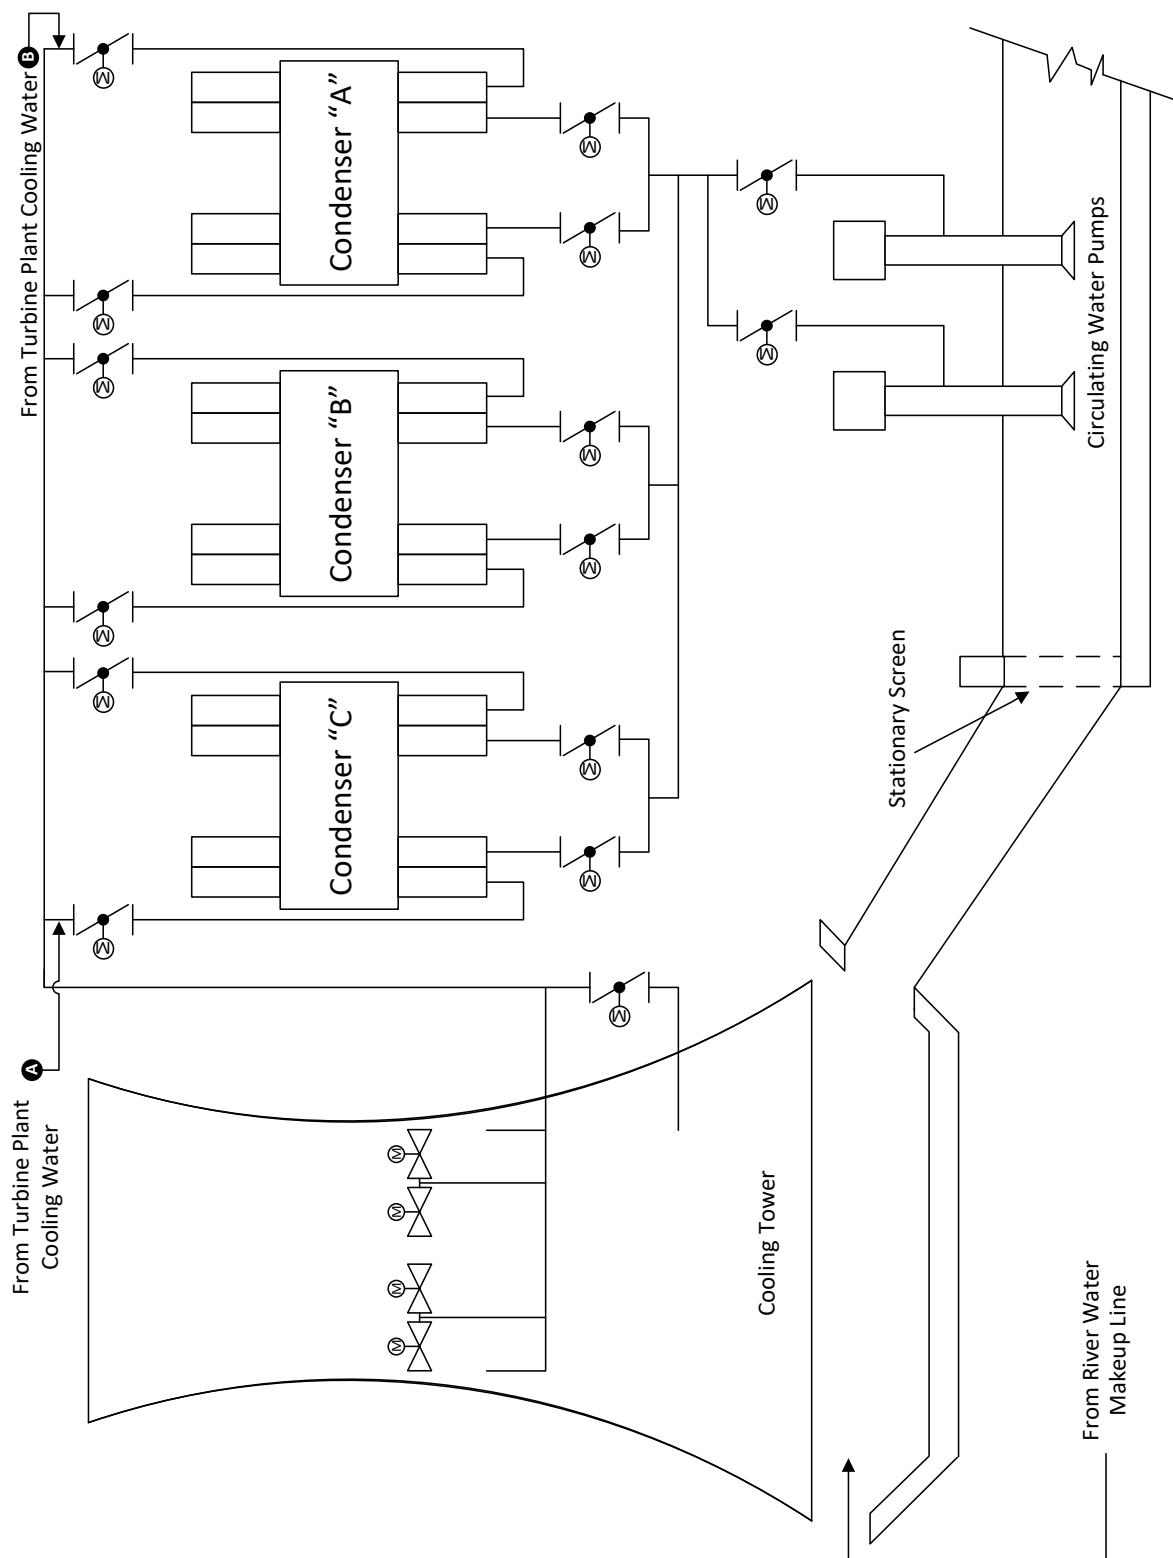 From Turbine Plant
Cooling Water
A
From Turbine Plant Cooling Water
B
M
M
M
M
M
M
Condenser "C"
Condenser "B"
Condenser "A"
M
M
M
M
M
M
M
M
M
M
M
M
M
Cooling Tower
Stationary Screen
Circulating Water Pumps
From River Water
Makeup Line